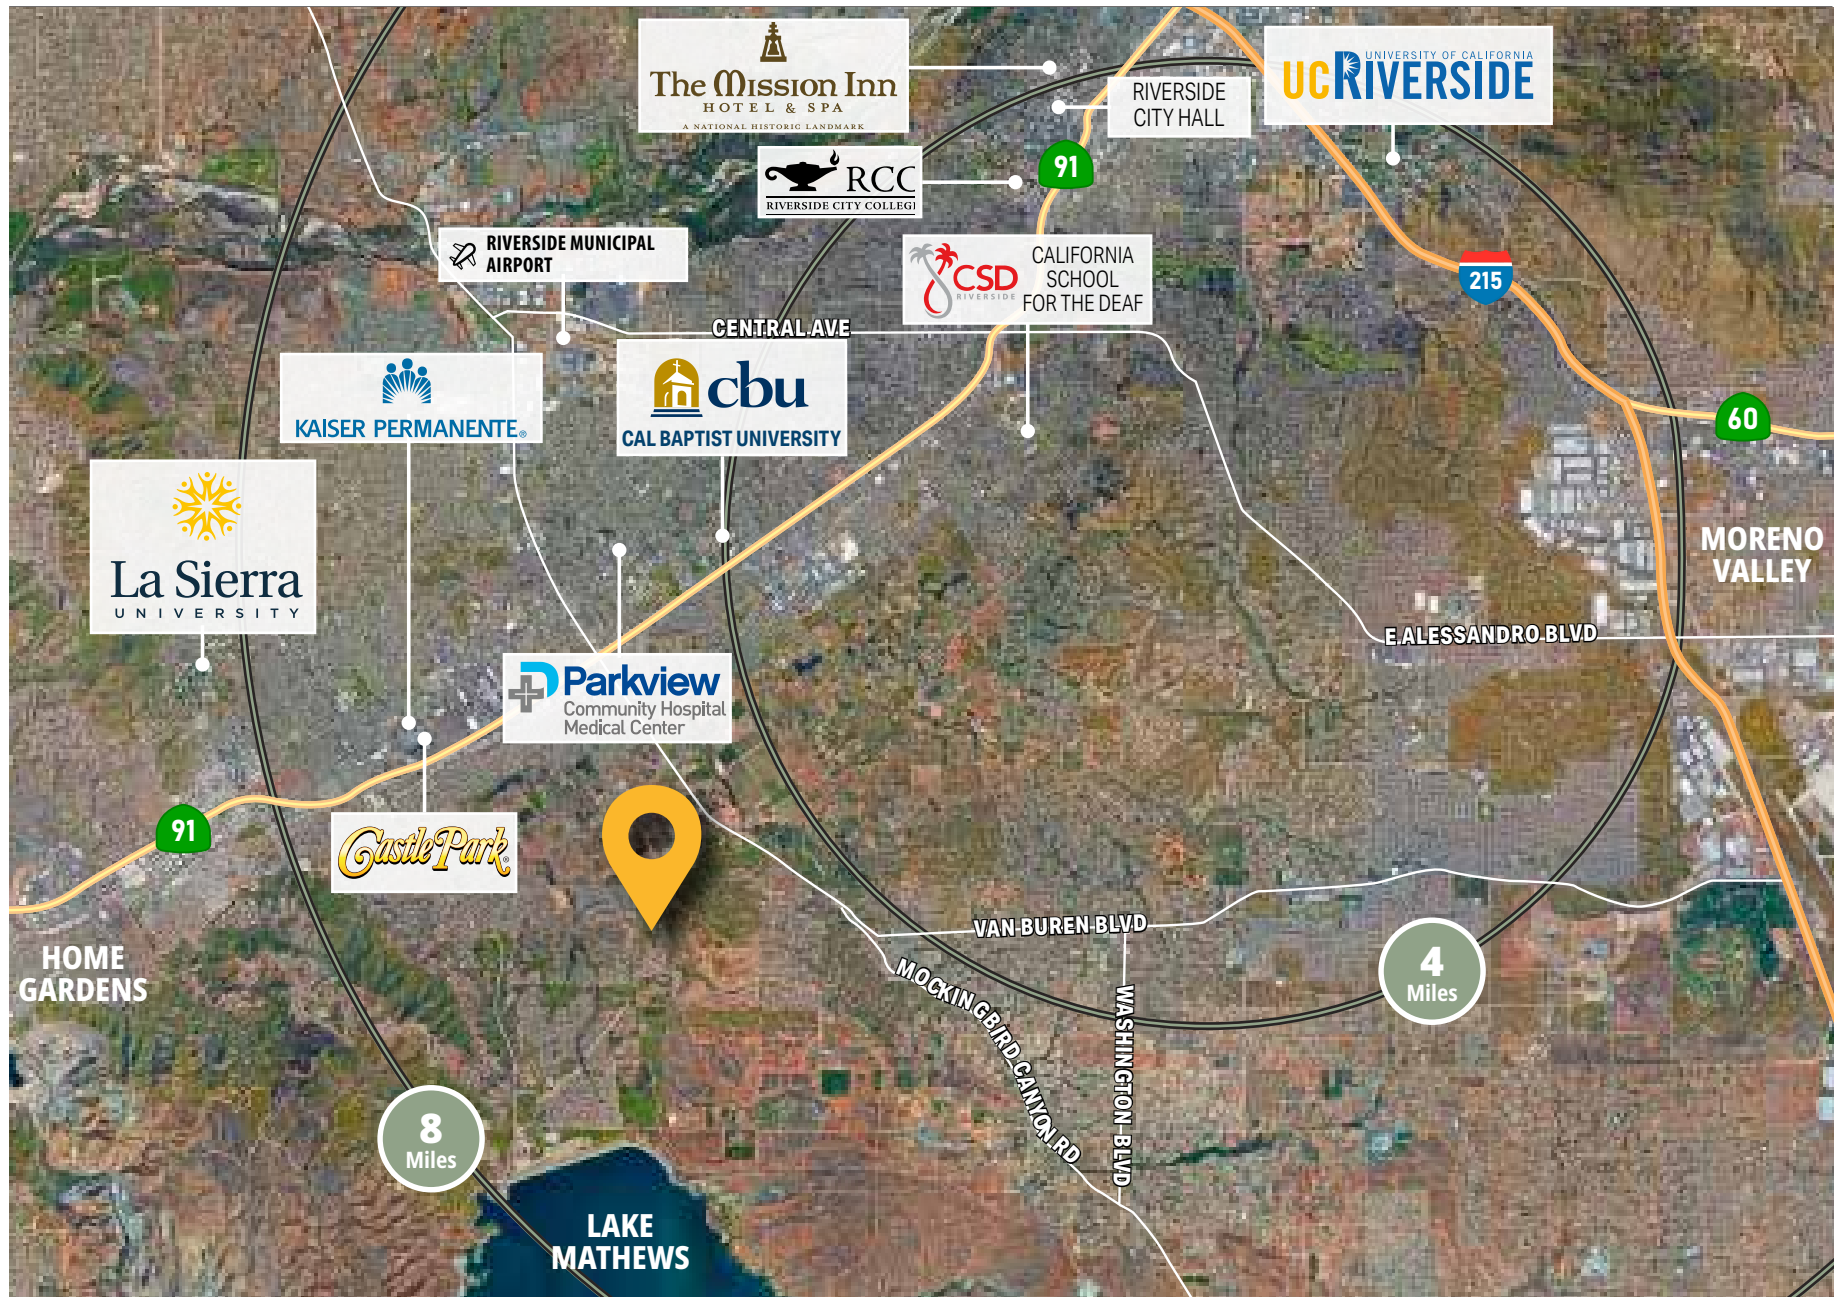 The Mission Inn
HOTEL & SPA
A NATIONAL HISTORIC LANDMARK
UNIVERSITY OF CALIFORNIA
UCRIVERSIDE
RIVERSIDE
CITY HALL
91
RCC
RIVERSIDE CITY COLLEGE
RIVERSIDE MUNICIPAL
AIRPORT
CSD
RIVERSIDE
CALIFORNIA
SCHOOL
FOR THE DEAF
215
CENTRAL AVE
KAISER PERMANENTE®
cbu
CAL BAPTIST UNIVERSITY
60
La Sierra
UNIVERSITY
MORENO
VALLEY
E ALESSANDRO BLVD
Parkview
Community Hospital
Medical Center
91
Castle Park®
HOME
GARDENS
VAN BUREN BLVD
4
Miles
MOCKINGBIRD CANYON RD
WASHINGTON BLVD
8
Miles
LAKE
MATHEWS